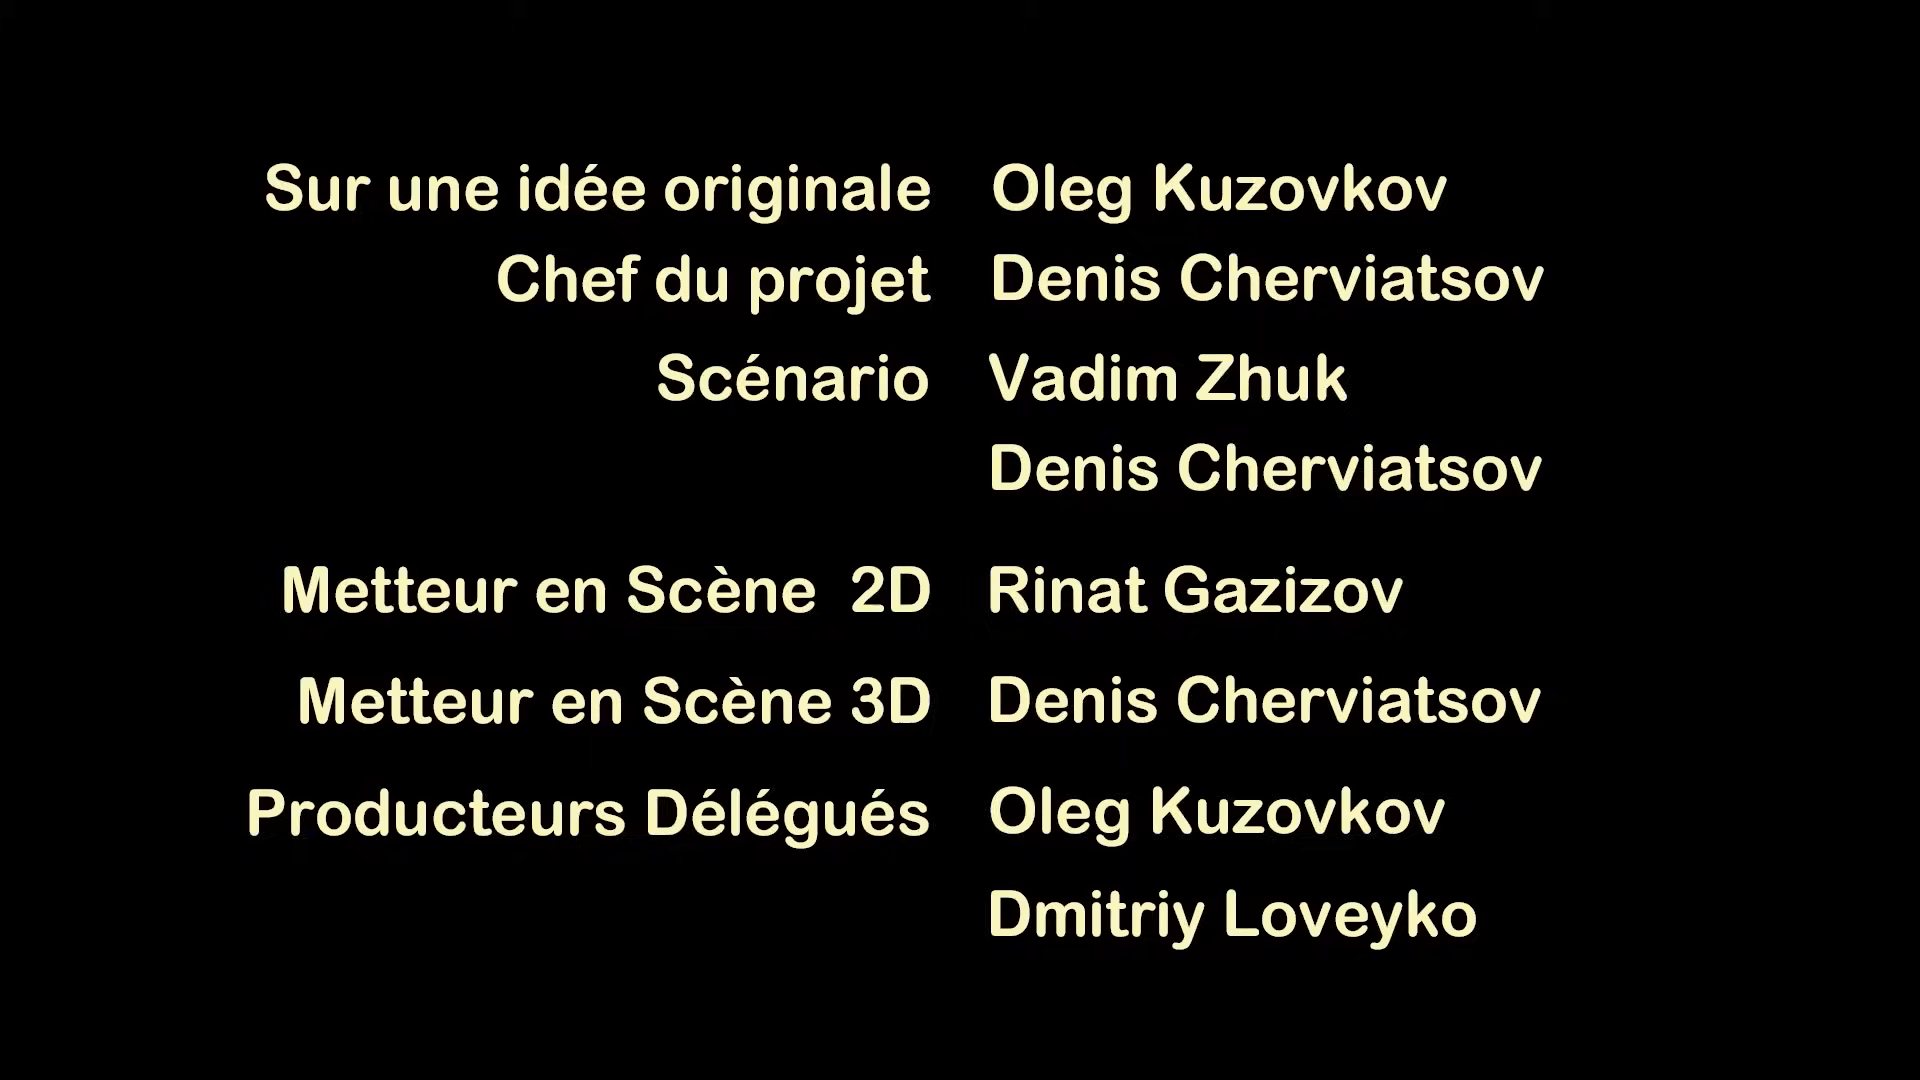 Sur une idée originale Oleg Kuzovkov
Chef du projet Denis Cherviatsov
Scénario Vadim Zhuk
Denis Cherviatsov
Metteur en Scène 2D Rinat Gazizov
Metteur en Scène 3D Denis Cherviatsov
Producteurs Délégués Oleg Kuzovkov
Dmitriy Loveyko